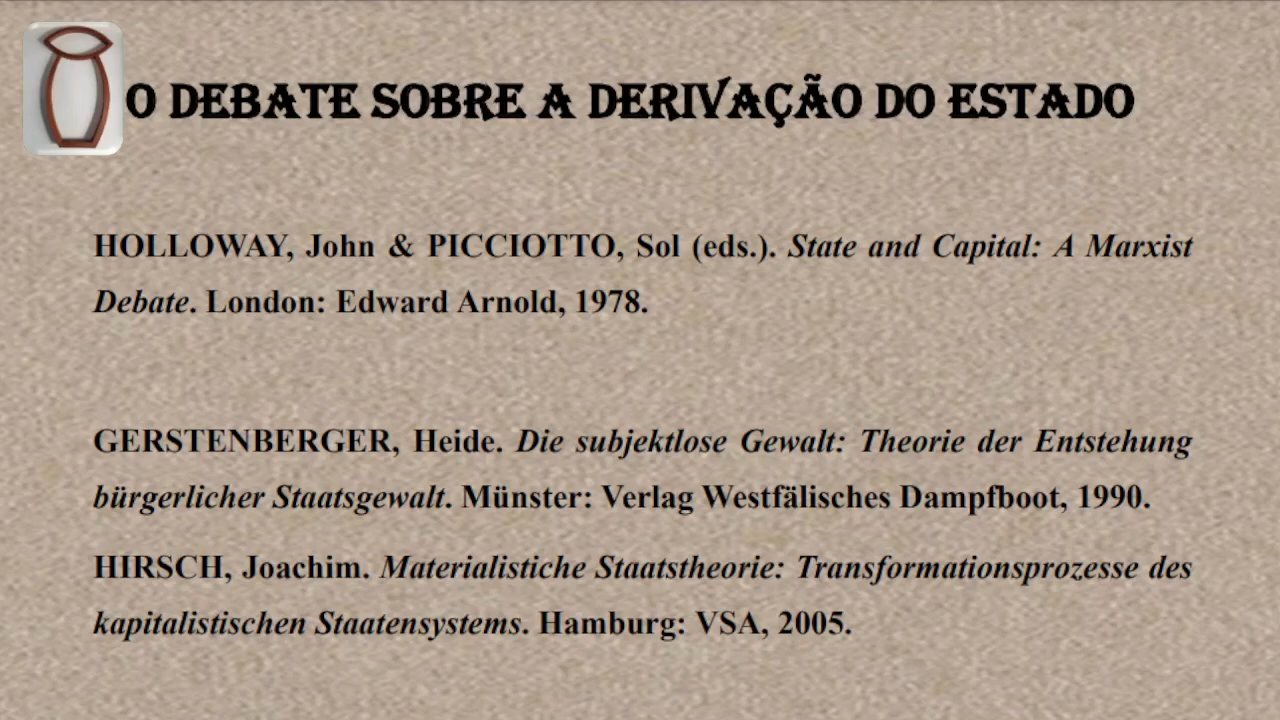 O DEBATE SOBRE A DERIVAÇÃO DO ESTADO
HOLLOWAY, John & PICCIOTTO, Sol (eds.). State and Capital: A Marxist
Debate. London: Edward Arnold, 1978.
GERSTENBERGER, Heide. Die subjektlose Gewalt: Theorie der Entstehung
bürgerlicher Staatsgewalt. Münster: Verlag Westfälisches Dampfboot, 1990.
HIRSCH, Joachim. Materialistiche Staatstheorie: Transformationsprozesse des
kapitalistischen Staatensystems. Hamburg: VSA, 2005.